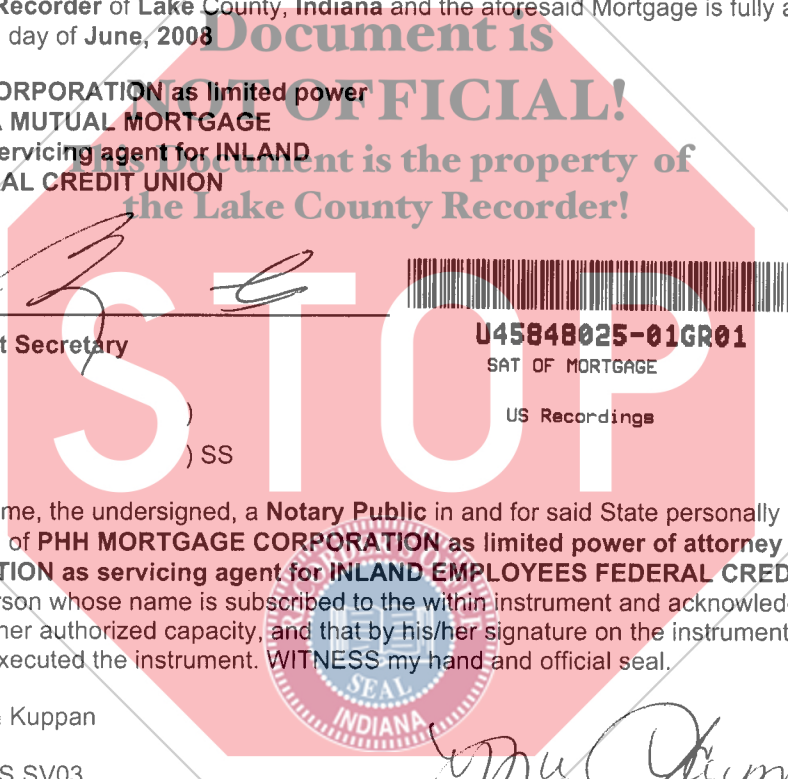 Recorder of Lake County, Indiana and the aforesaid Mortgage is fully a
day of June, 2008
Document is
NOT OFFICIAL!
This Document is the property of
the Lake County Recorder!
ORPORATION as limited power
MUTUAL MORTGAGE
ervicing agent for INLAND
AL CREDIT UNION
STOP
U45848025-01GR01
SAT OF MORTGAGE
US Recordings
t Secretary
)
) SS
me, the undersigned, a Notary Public in and for said State personally
of PHH MORTGAGE CORPORATION as limited power of attorney
TION as servicing agent for INLAND EMPLOYEES FEDERAL CRED
rson whose name is subscribed to the within instrument and acknowled
her authorized capacity, and that by his/her signature on the instrument
xecuted the instrument. WITNESS my hand and official seal.
SEAL
INDIANA
Kuppan
S SV03